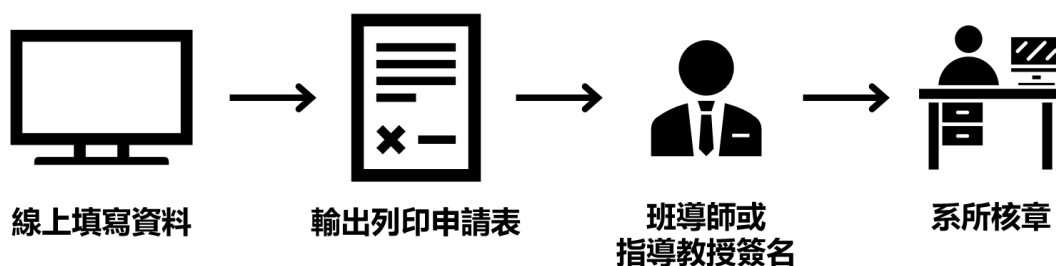 線上填寫資料
輸出列印申請表
班導師或
指導教授簽名
系所核章